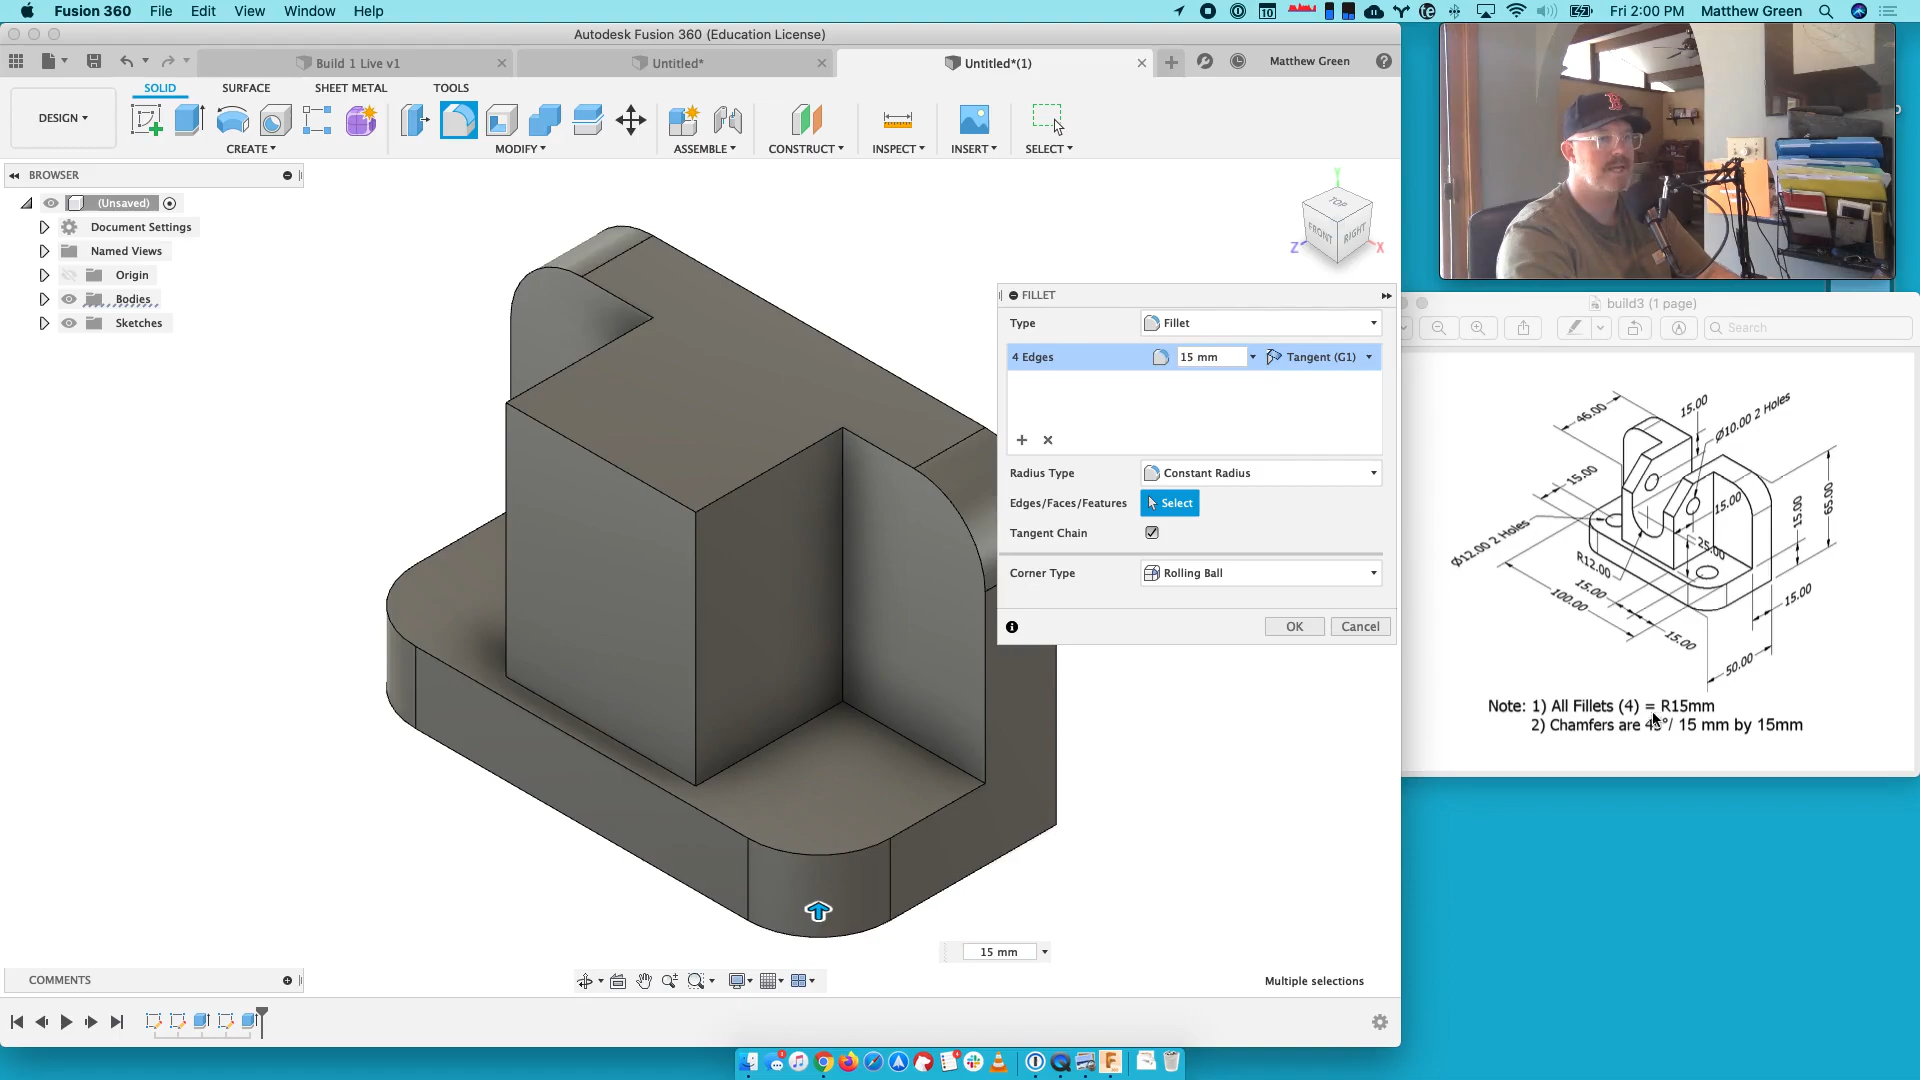 Fusion 360 File Edit View Window Help
10
Fri 2:00 PM Matthew Green
Autodesk Fusion 360 (Education License)
Build 1 Live v1
Untitled*
Untitled*(1)
Matthew Green
DESIGN
SOLID SURFACE SHEET METAL TOOLS
CREATE MODIFY ASSEMBLE CONSTRUCT INSPECT INSERT SELECT
BROWSER
(Unsaved)
Document Settings
Named Views
Origin
Bodies
Sketches
TOP
FRONT
RIGHT
Y
Z
X
FILLET
Type Fillet
4 Edges 15 mm Tangent (G1)
Radius Type Constant Radius
Edges/Faces/Features Select
Tangent Chain
Corner Type Rolling Ball
OK Cancel
15 mm
COMMENTS
Multiple selections
build3 (1 page)
Search
46.00
15.00
Ø10.00 2 Holes
15.00
15.00
15.00
65.00
Ø12.00 2 Holes
25.00
R12.00
15.00
100.00
15.00
15.00
50.00
Note: 1) All Fillets (4) = R15mm
2) Chamfers are 45°/ 15 mm by 15mm